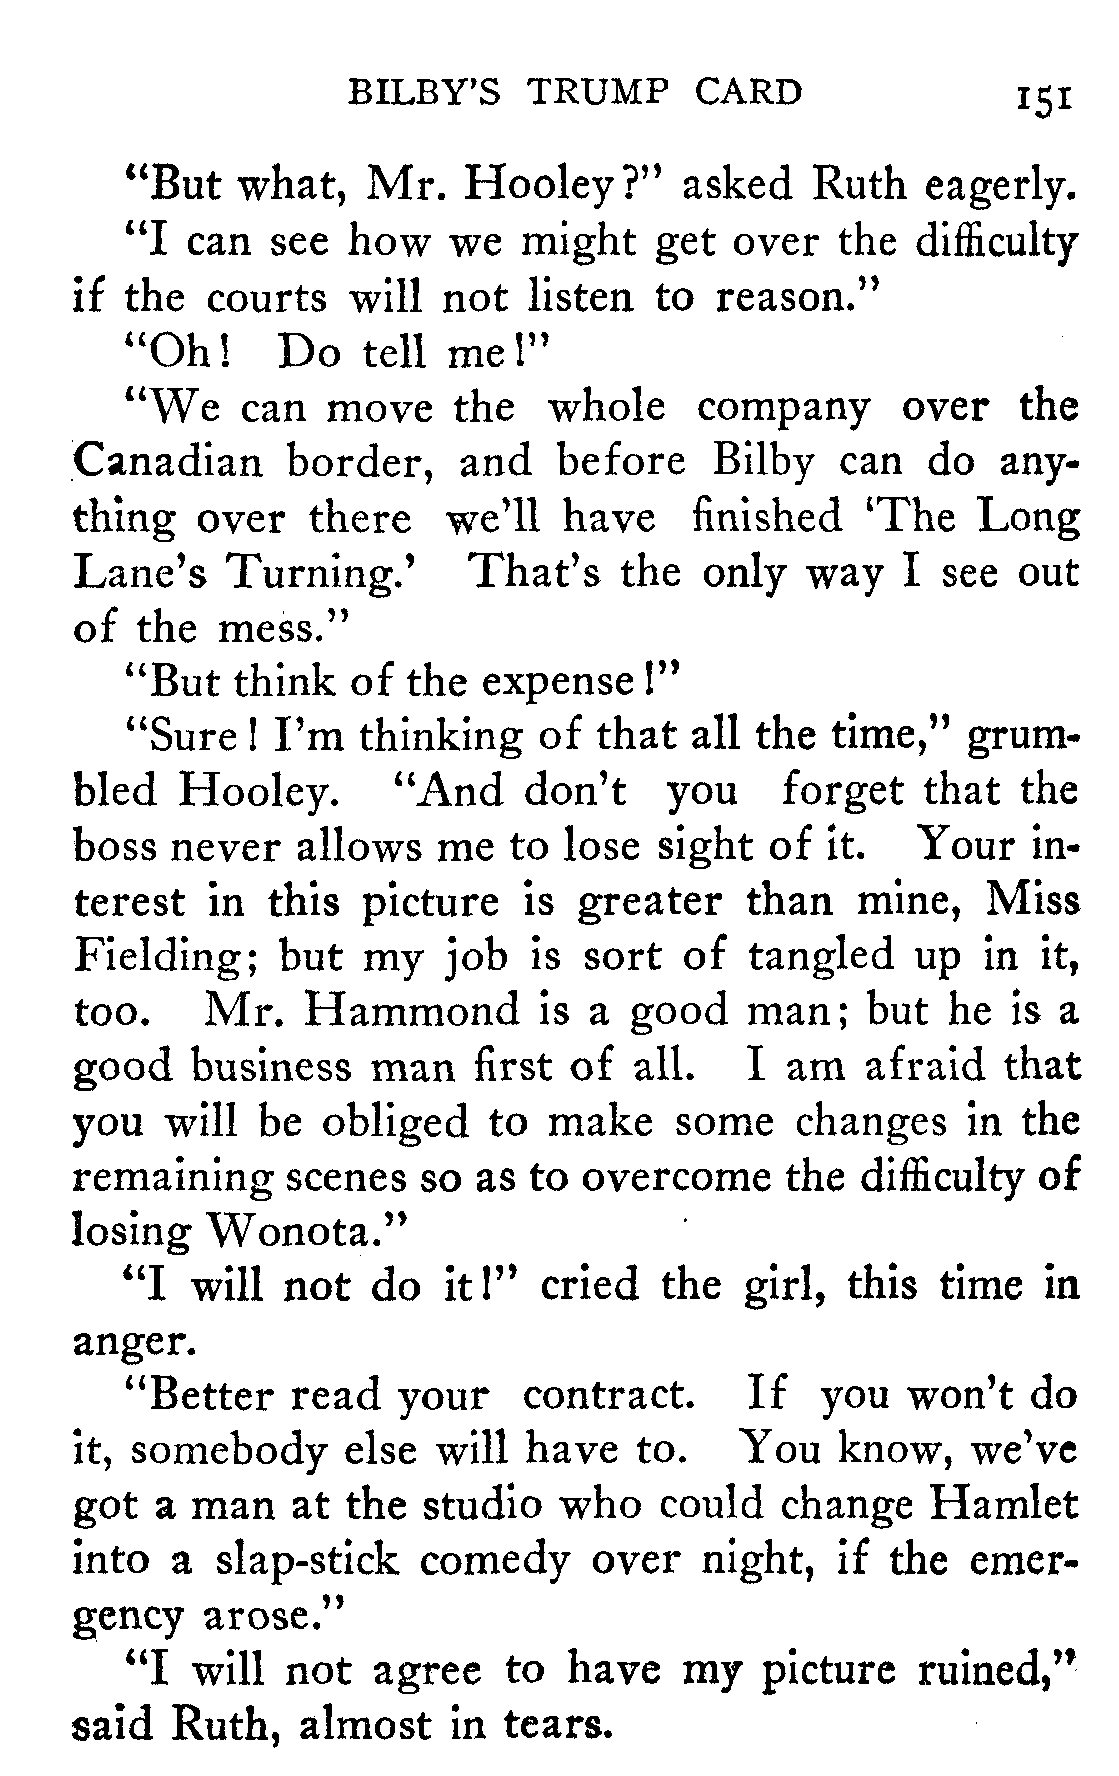 BILBY'S TRUMP CARD 151
"But what, Mr. Hooley?" asked Ruth eagerly.
"I can see how we might get over the difficulty
if the courts will not listen to reason."
"Oh! Do tell me!"
"We can move the whole company over the
Canadian border, and before Bilby can do any-
thing over there we'll have finished 'The Long
Lane's Turning.' That's the only way I see out
of the mess."
"But think of the expense!"
"Sure! I'm thinking of that all the time," grum-
bled Hooley. "And don't you forget that the
boss never allows me to lose sight of it. Your in-
terest in this picture is greater than mine, Miss
Fielding; but my job is sort of tangled up in it,
too. Mr. Hammond is a good man; but he is a
good business man first of all. I am afraid that
you will be obliged to make some changes in the
remaining scenes so as to overcome the difficulty of
losing Wonota."
"I will not do it!" cried the girl, this time in
anger.
"Better read your contract. If you won't do
it, somebody else will have to. You know, we've
got a man at the studio who could change Hamlet
into a slap-stick comedy over night, if the emer-
gency arose."
"I will not agree to have my picture ruined,"
said Ruth, almost in tears.